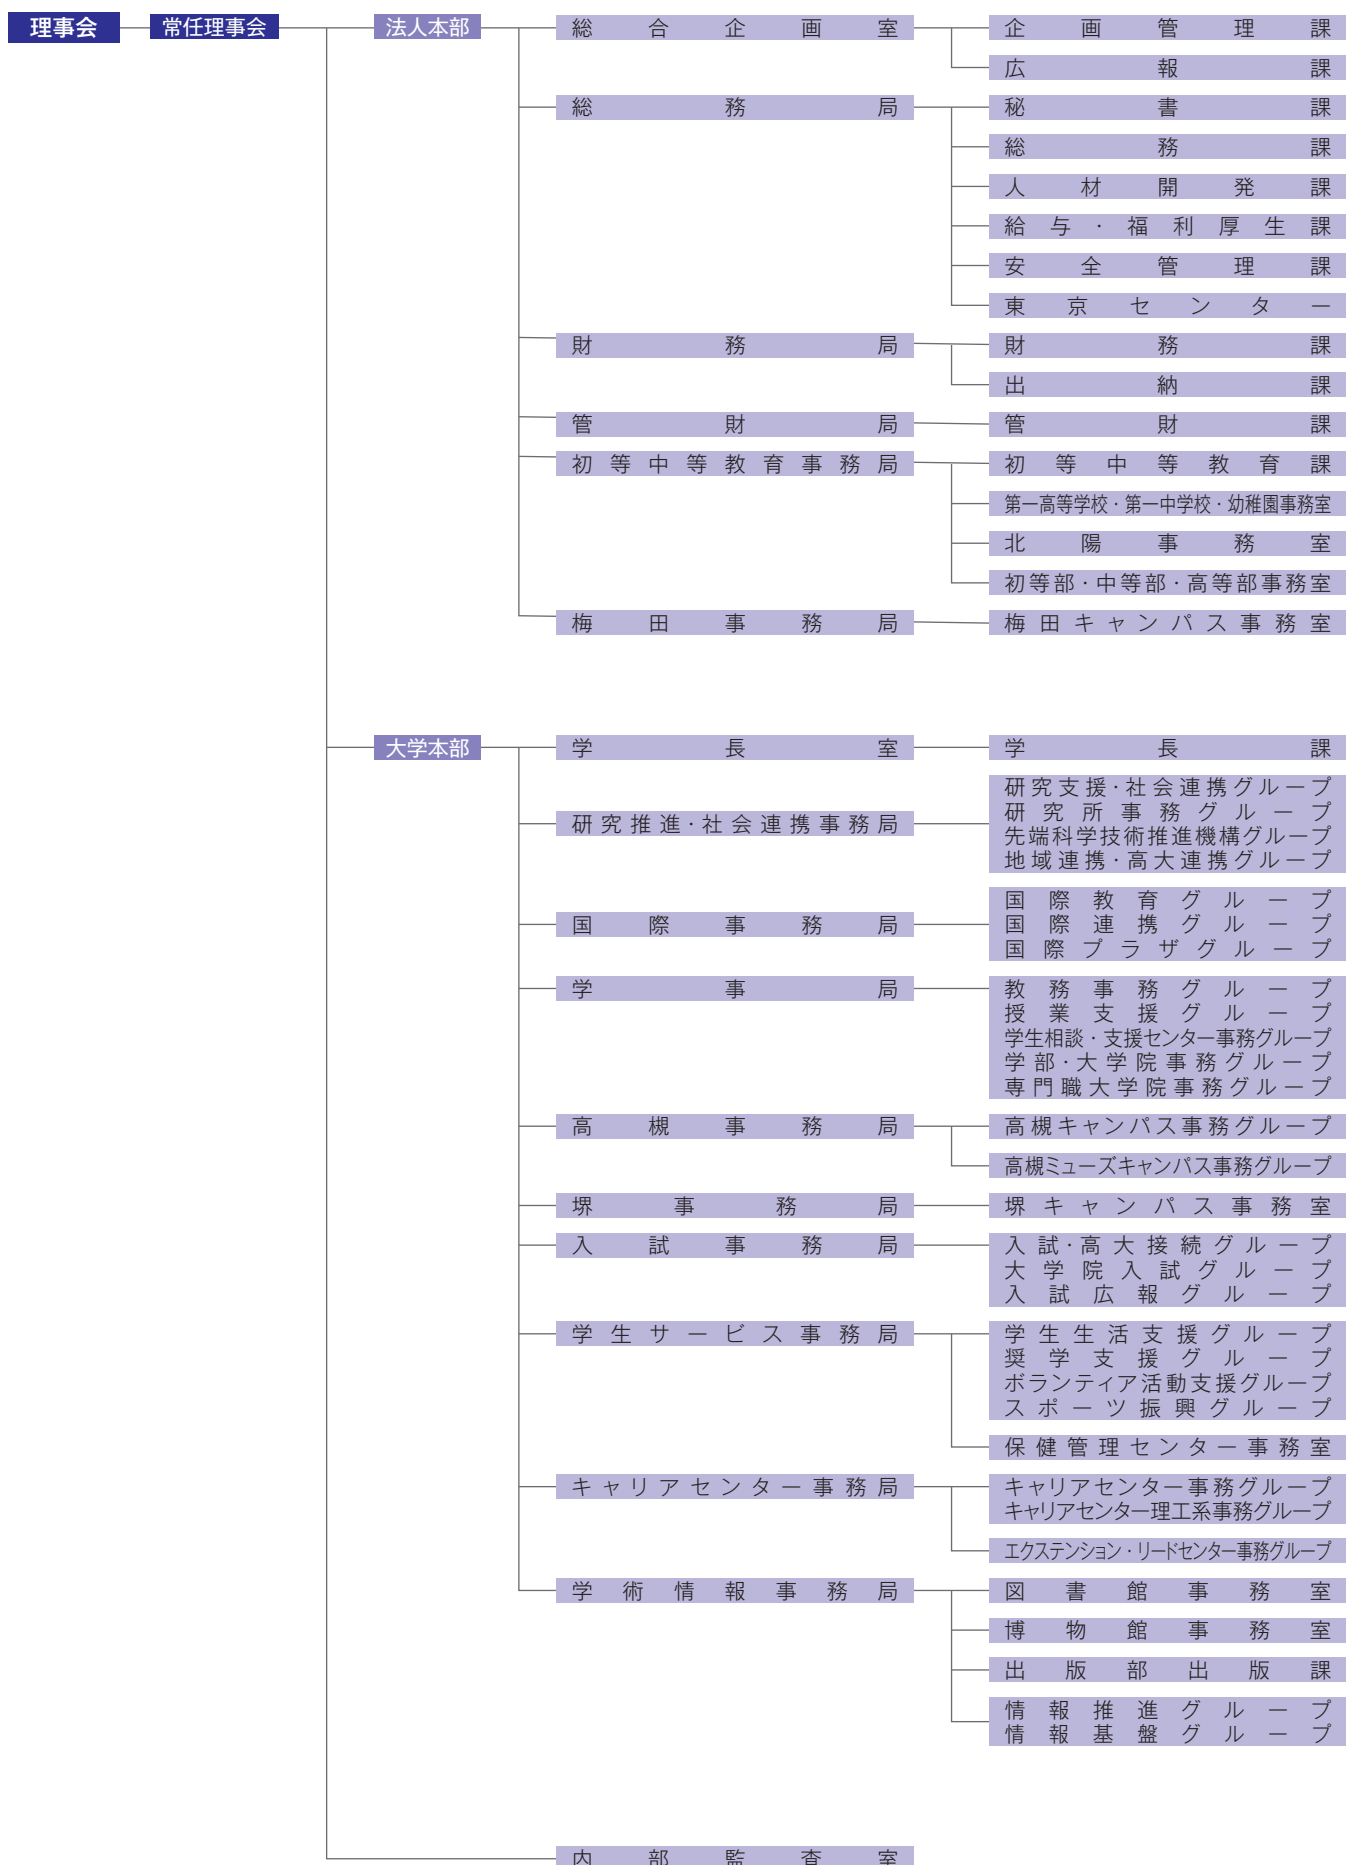 理事会
常任理事会
法人本部
総合企画室
企画管理課
広報課
総務局
秘書課
総務課
人材開発課
給与・福利厚生課
安全管理課
東京センター
財務局
財務課
出納課
管財局
管財課
初等中等教育事務局
初等中等教育課
第一高等学校・第一中学校・幼稚園事務室
北陽事務室
初等部・中等部・高等部事務室
梅田事務局
梅田キャンパス事務室
大学本部
学長室
学長課
研究推進・社会連携事務局
研究支援・社会連携グループ
研究所事務グループ
先端科学技術推進機構グループ
地域連携・高大連携グループ
国際事務局
国際教育グループ
国際連携グループ
国際プラザグループ
学事局
教務事務グループ
授業支援グループ
学生相談・支援センター事務グループ
学部・大学院事務グループ
専門職大学院事務グループ
高槻事務局
高槻キャンパス事務グループ
高槻ミューズキャンパス事務グループ
堺事務局
堺キャンパス事務室
入試事務局
入試・高大接続グループ
大学院入試グループ
入試広報グループ
学生サービス事務局
学生生活支援グループ
奨学支援グループ
ボランティア活動支援グループ
スポーツ振興グループ
保健管理センター事務室
キャリアセンター事務局
キャリアセンター事務グループ
キャリアセンター理工系事務グループ
エクステンション・リードセンター事務グループ
学術情報事務局
図書館事務室
博物館事務室
出版部出版課
情報推進グループ
情報基盤グループ
内部監査室